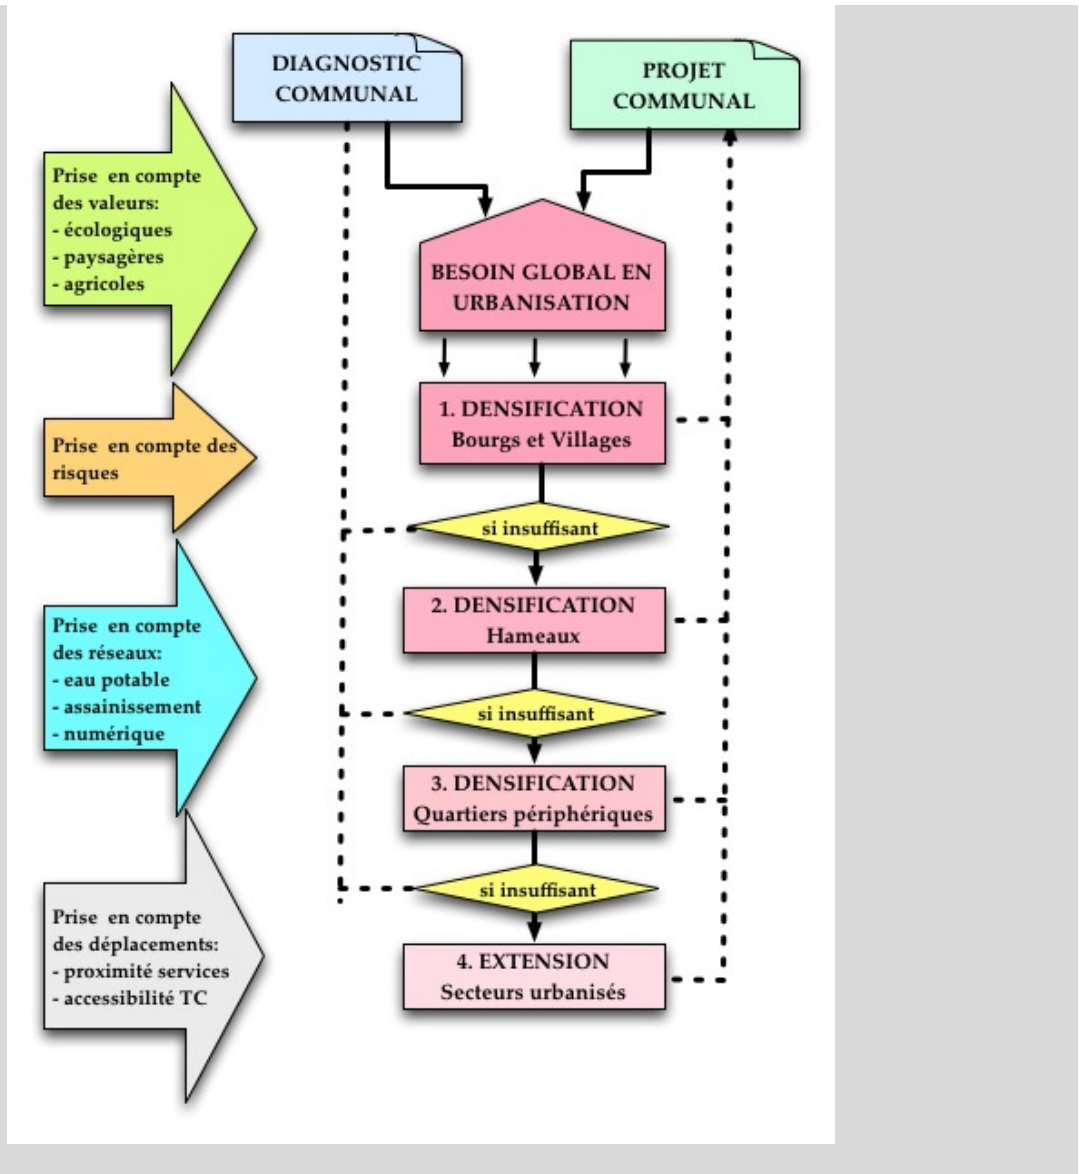 DIAGNOSTIC
COMMUNAL
PROJET
COMMUNAL
Prise en compte
des valeurs:
- écologiques
- paysagères
- agricoles
BESOIN GLOBAL EN
URBANISATION
1. DENSIFICATION
Bourgs et Villages
Prise en compte des
risques
si insuffisant
2. DENSIFICATION
Hameaux
Prise en compte
des réseaux:
- eau potable
- assainissement
- numérique
si insuffisant
3. DENSIFICATION
Quartiers périphériques
si insuffisant
Prise en compte
des déplacements:
- proximité services
- accessibilité TC
4. EXTENSION
Secteurs urbanisés